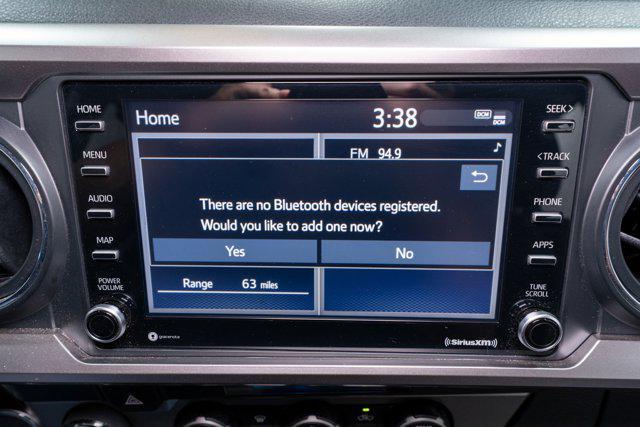 HOME
MENU
AUDIO
MAP
POWER
VOLUME
Home
3:38
DCM
DCM
FM 94.9
There are no Bluetooth devices registered.
Would you like to add one now?
Yes
No
Range 63 miles
SEEK>
<TRACK
PHONE
APPS
TUNE
SCROLL
gracenote
((SiriusXM))